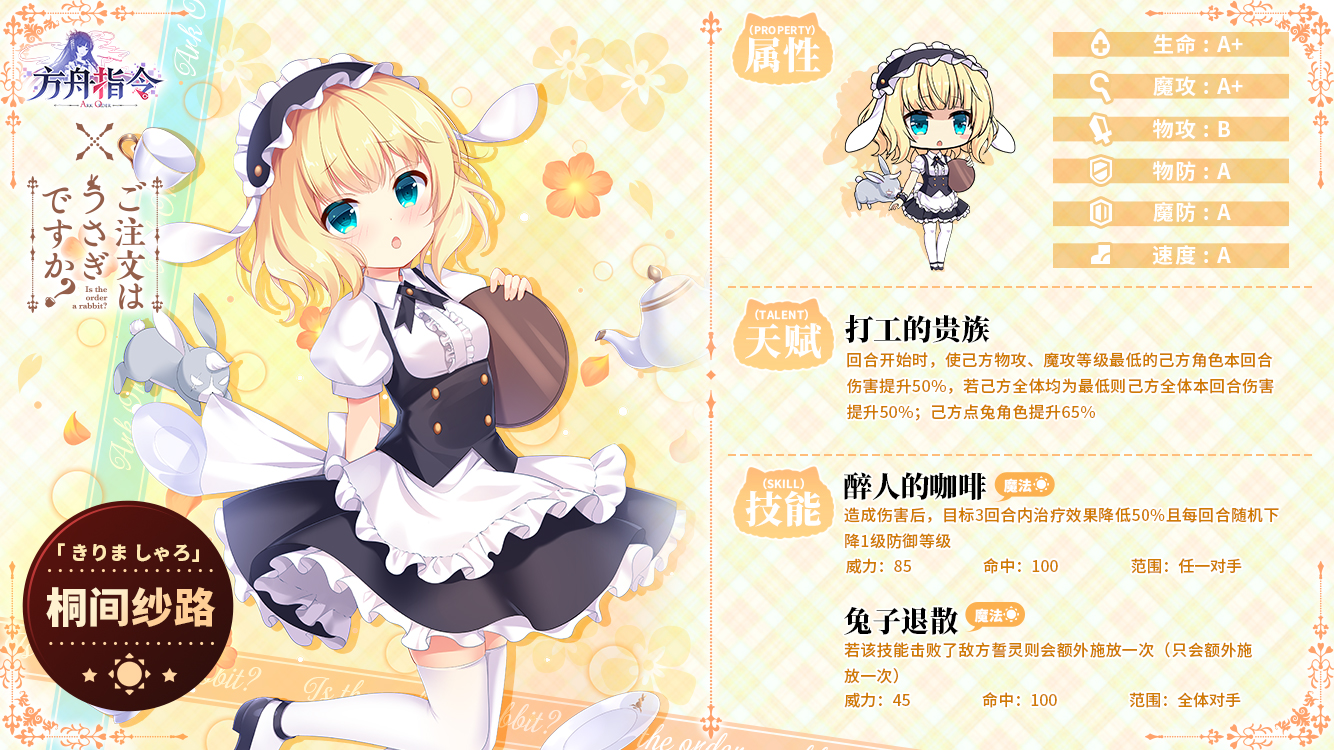 方舟指令
Ark Order
ご注文は
うさぎ
ですか?
Is the
order
a rabbit?
「きりま しゃろ」
桐间纱路
Ark O
Ark
bit?
Is th
bbit?
the order
(PROPERTY)
属性
生命：A+
魔攻：A+
物攻：B
物防：A
魔防：A
速度：A
(TALENT)
天赋
打工的贵族
回合开始时，使己方物攻、魔攻等级最低的己方角色本回合
伤害提升50%，若己方全体均为最低则己方全体本回合伤害
提升50%；己方点兔角色提升65%
(SKILL)
技能
醉人的咖啡 魔法
造成伤害后，目标3回合内治疗效果降低50%且每回合随机下
降1级防御等级
威力：85 命中：100 范围：任一对手
兔子退散 魔法
若该技能击败了敌方誓灵则会额外施放一次（只会额外施
放一次）
威力：45 命中：100 范围：全体对手